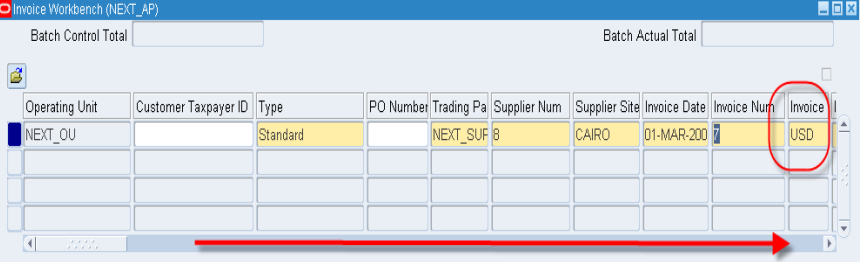 Invoice Workbench (NEXT_AP)
Batch Control Total Batch Actual Total
Operating Unit Customer Taxpayer ID Type PO Number Trading Pa Supplier Num Supplier Site Invoice Date Invoice Num Invoice
NEXT_OU Standard NEXT_SUP 8 CAIRO 01-MAR-200 7 USD